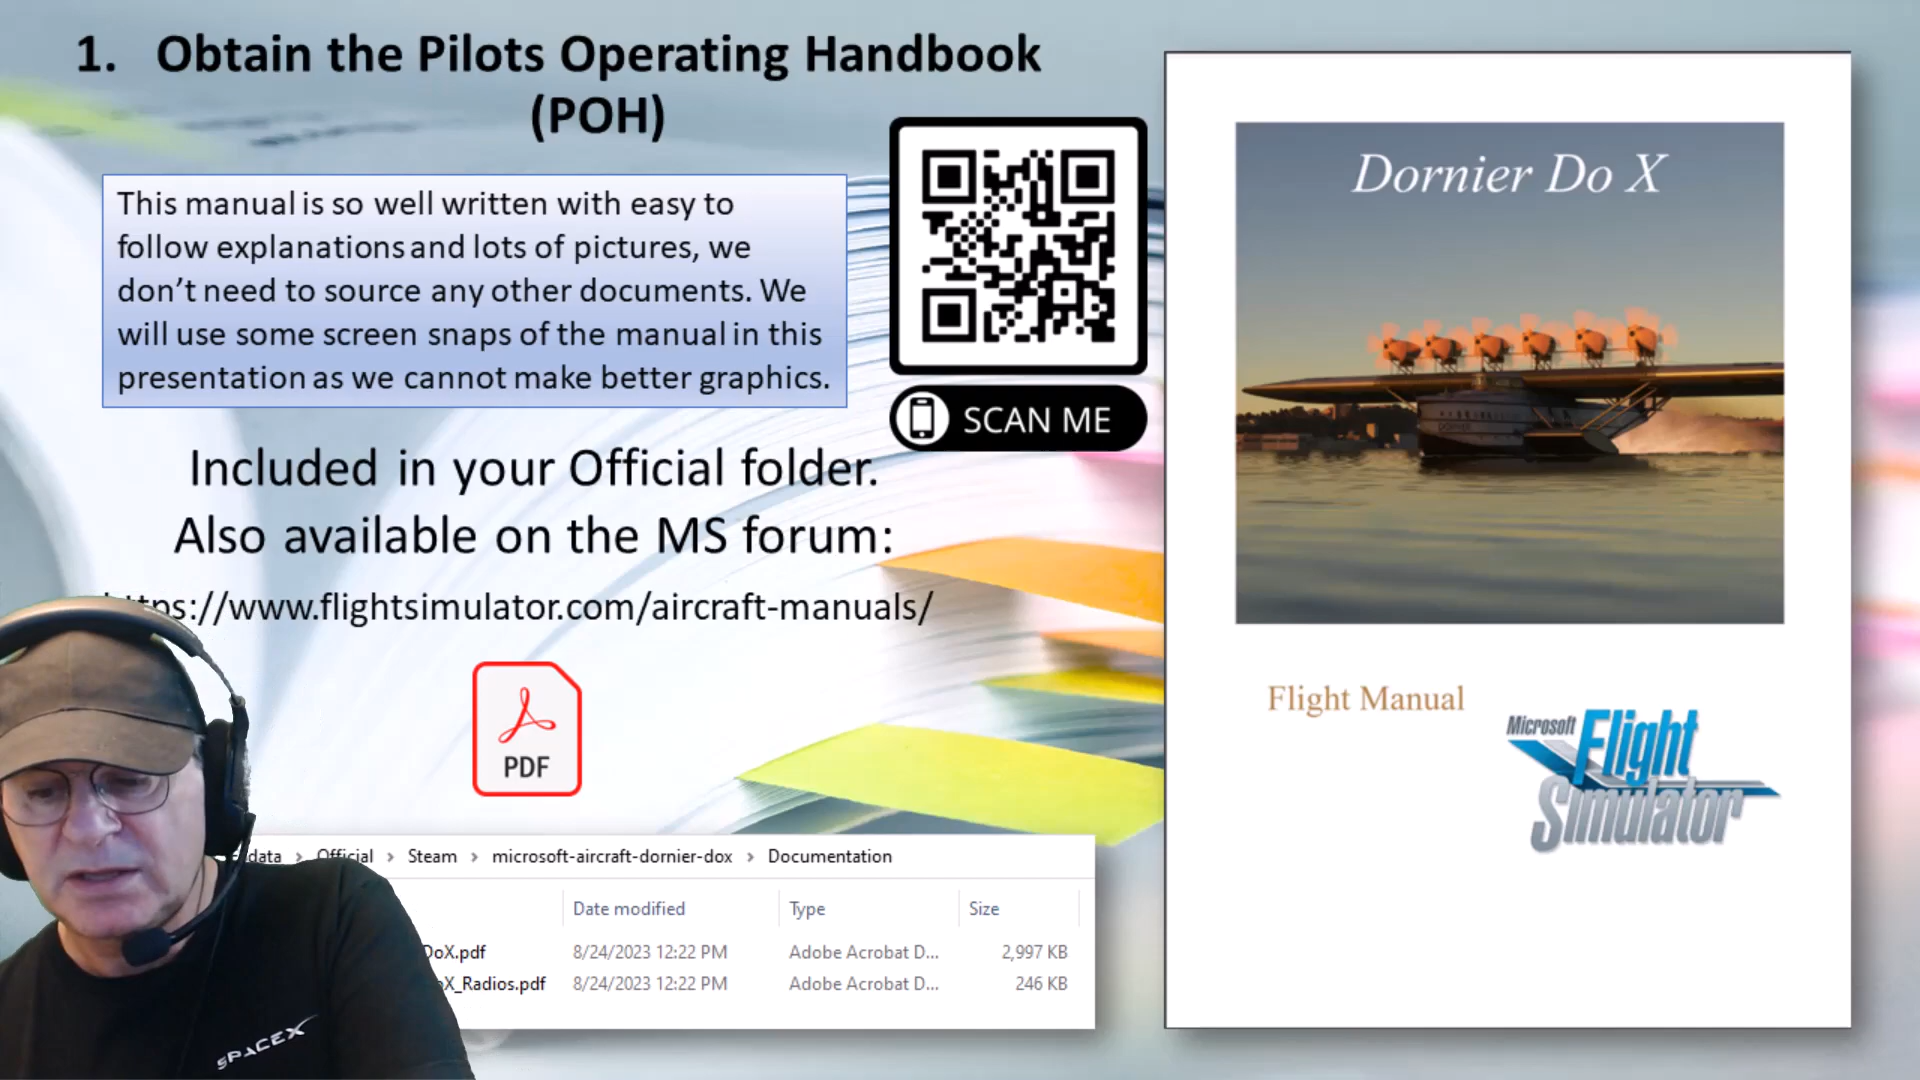 1. Obtain the Pilots Operating Handbook
(POH)
This manual is so well written with easy to
follow explanations and lots of pictures, we
don't need to source any other documents. We
will use some screen snaps of the manual in this
presentation as we cannot make better graphics.
SCAN ME
Included in your Official folder.
Also available on the MS forum:
https://www.flightsimulator.com/aircraft-manuals/
PDF
data > Official > Steam > microsoft-aircraft-dornier-dox > Documentation
Date modified Type Size
DoX.pdf 8/24/2023 12:22 PM Adobe Acrobat D... 2,997 KB
X_Radios.pdf 8/24/2023 12:22 PM Adobe Acrobat D... 246 KB
SPACEX
Dornier Do X
DORNIER
Flight Manual
Microsoft
Flight
Simulator